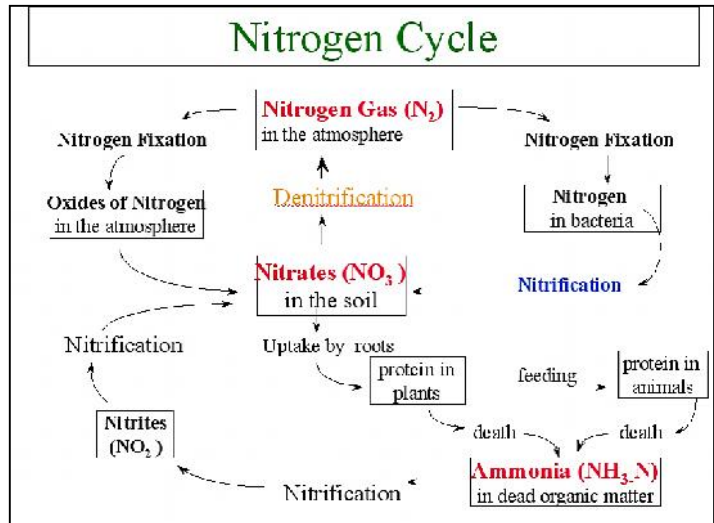 Nitrogen Cycle
Nitrogen Gas (N₂)
in the atmosphere
Nitrogen Fixation
Nitrogen Fixation
Oxides of Nitrogen
in the atmosphere
Denitrification
Nitrogen
in bacteria
Nitrates (NO₃ )
in the soil
Nitrification
Nitrification
Uptake by roots
protein in
plants
feeding
protein in
animals
Nitrites
(NO₂ )
death
death
Ammonia (NH₃-N)
in dead organic matter
Nitrification